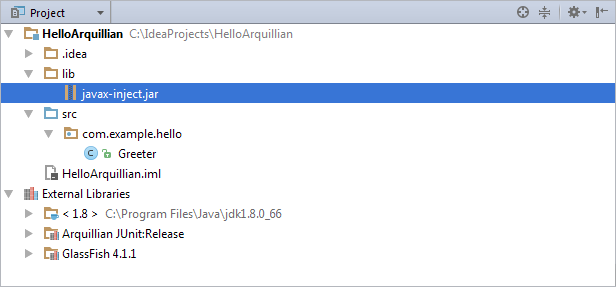 Project
HelloArquillian C:\IdeaProjects\HelloArquillian
.idea
lib
javax-inject.jar
src
com.example.hello
C Greeter
HelloArquillian.iml
External Libraries
< 1.8 > C:\Program Files\Java\jdk1.8.0_66
Arquillian JUnit:Release
GlassFish 4.1.1